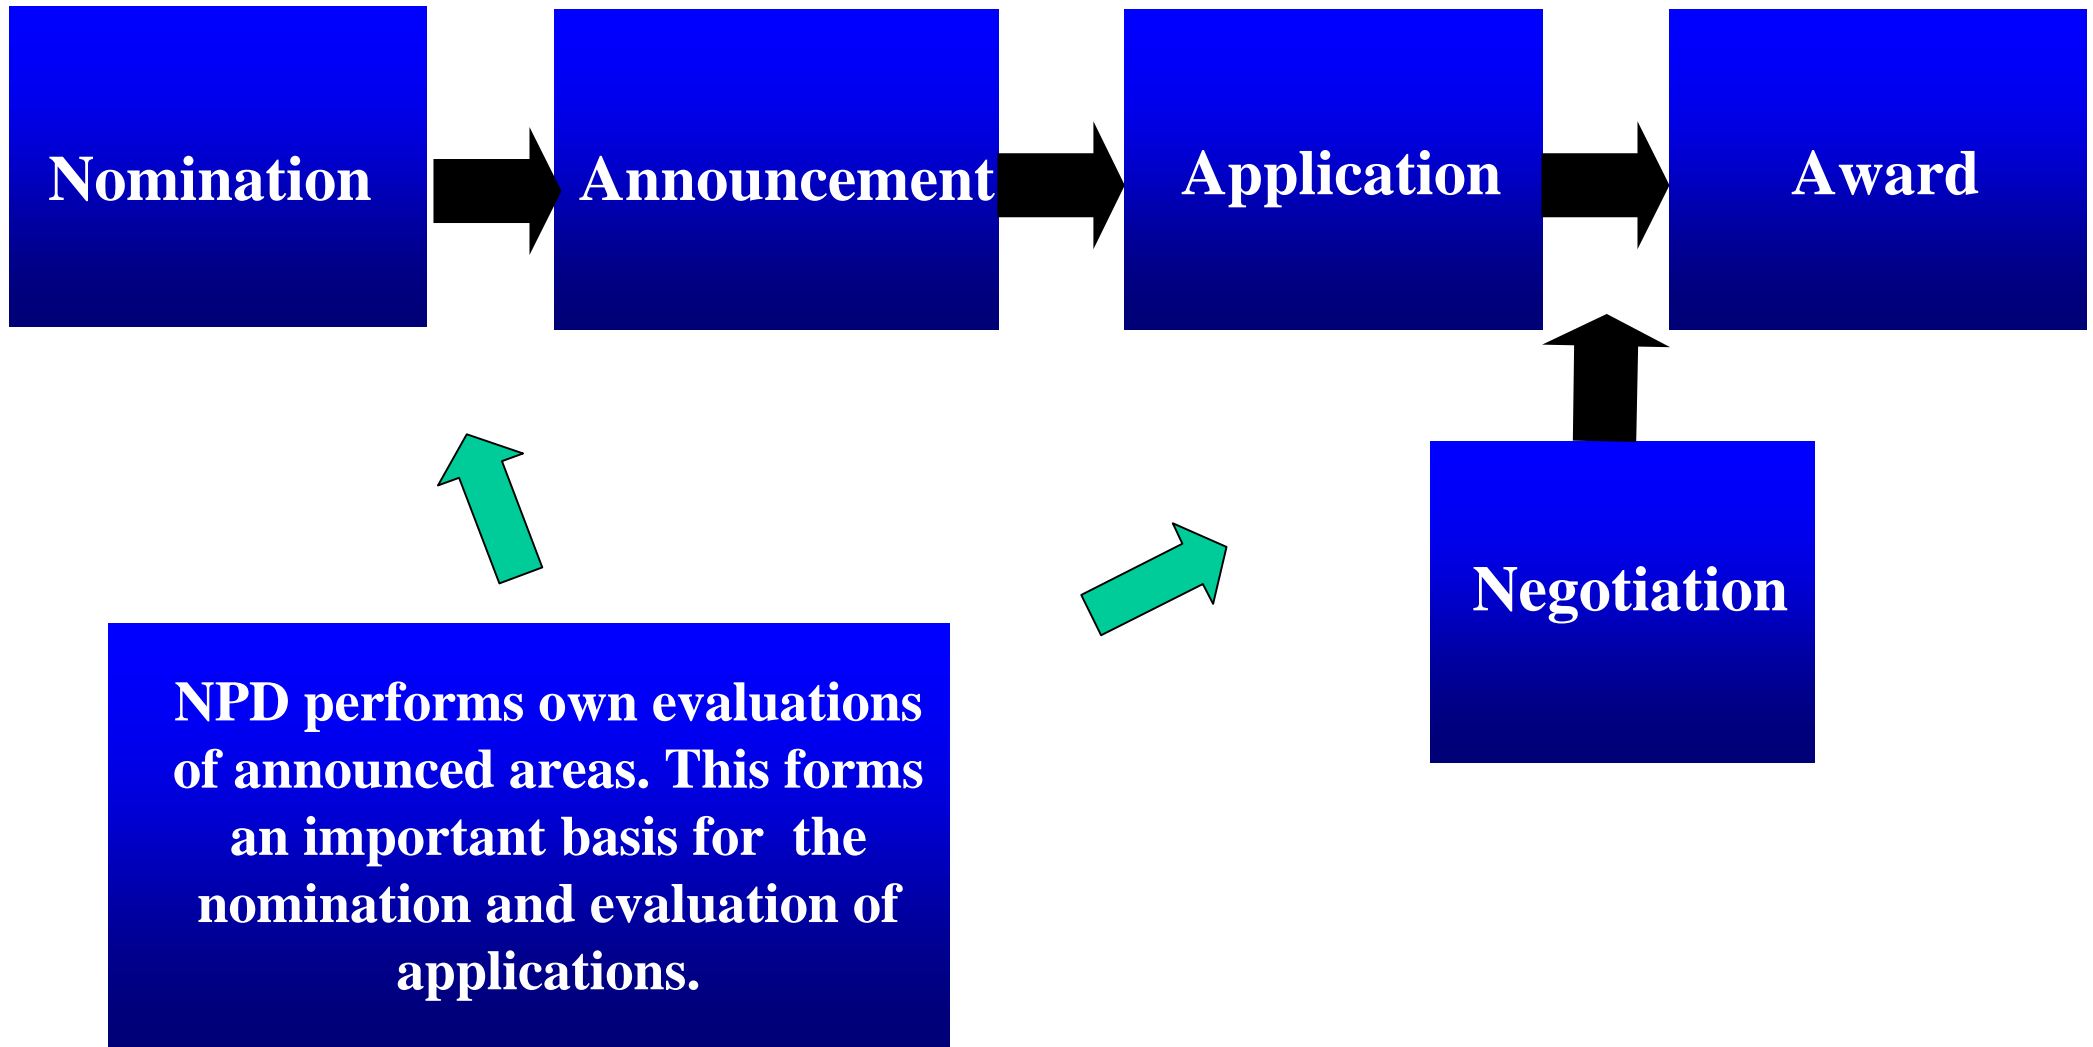 Nomination
Announcement
Application
Award
Negotiation
NPD performs own evaluations
of announced areas. This forms
an important basis for  the
nomination and evaluation of
applications.